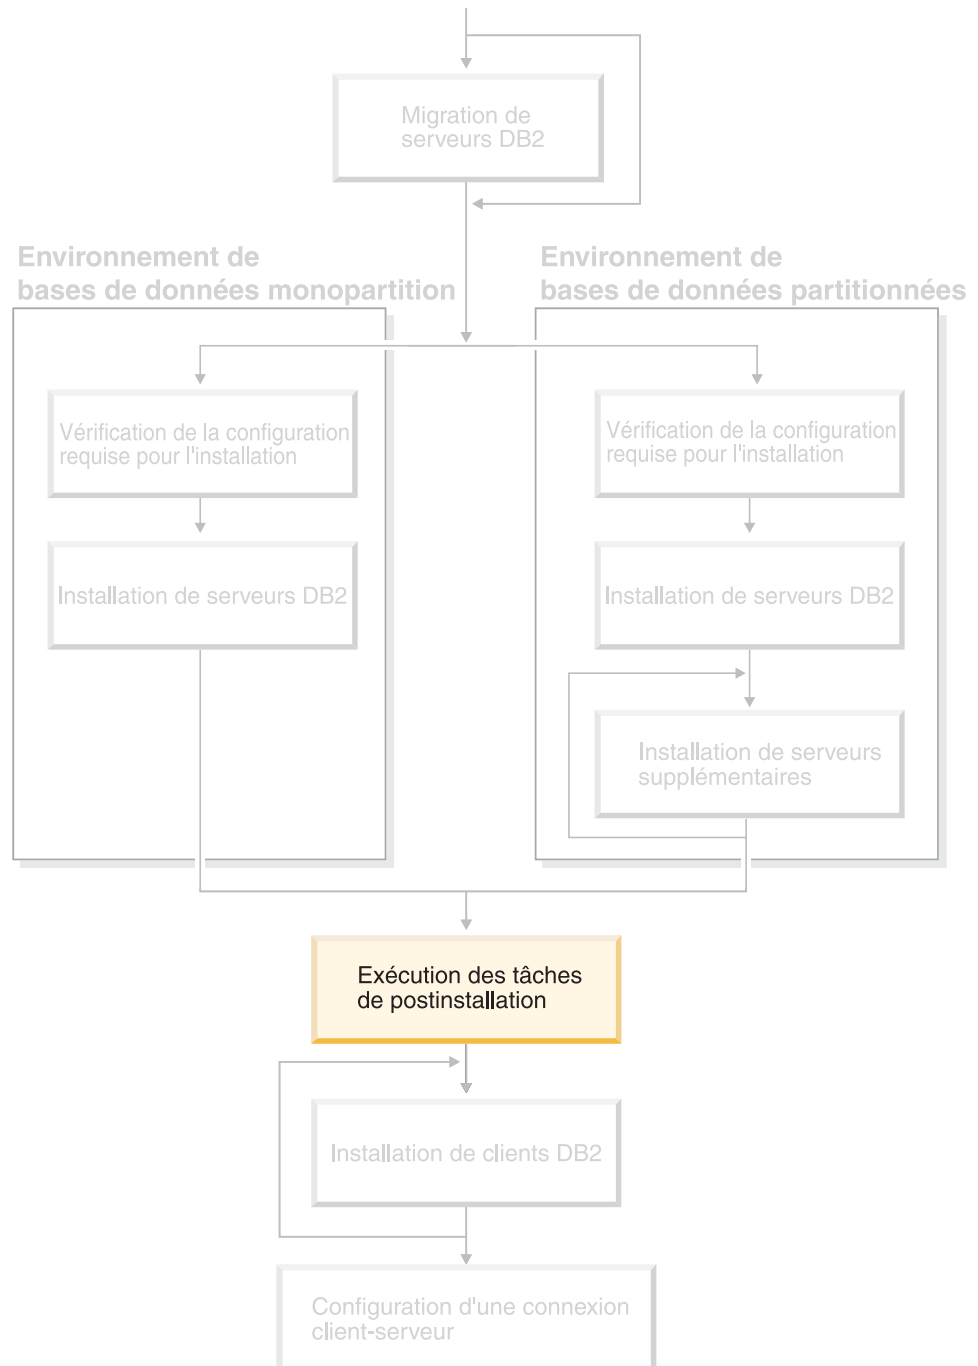 Migration de
serveurs DB2
Environnement de
bases de données monopartition
Environnement de
bases de données partitionnées
Vérification de la configuration
requise pour l'installation
Vérification de la configuration
requise pour l'installation
Installation de serveurs DB2
Installation de serveurs DB2
Installation de serveurs
supplémentaires
Exécution des tâches
de postinstallation
Installation de clients DB2
Configuration d'une connexion
client-serveur